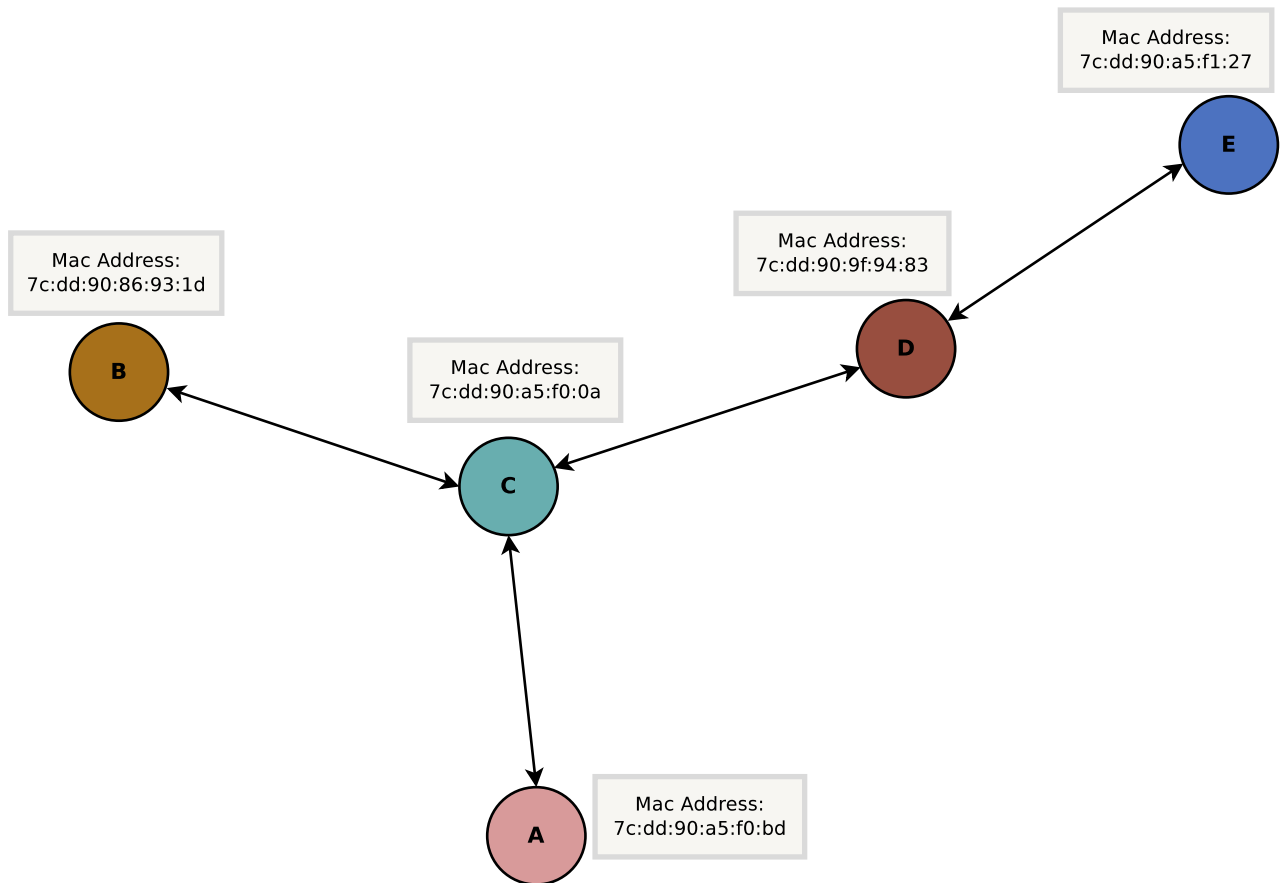 Mac Address:
7c:dd:90:a5:f1:27
E
Mac Address:
7c:dd:90:9f:94:83
D
Mac Address:
7c:dd:90:86:93:1d
B
Mac Address:
7c:dd:90:a5:f0:0a
C
Mac Address:
7c:dd:90:a5:f0:bd
A